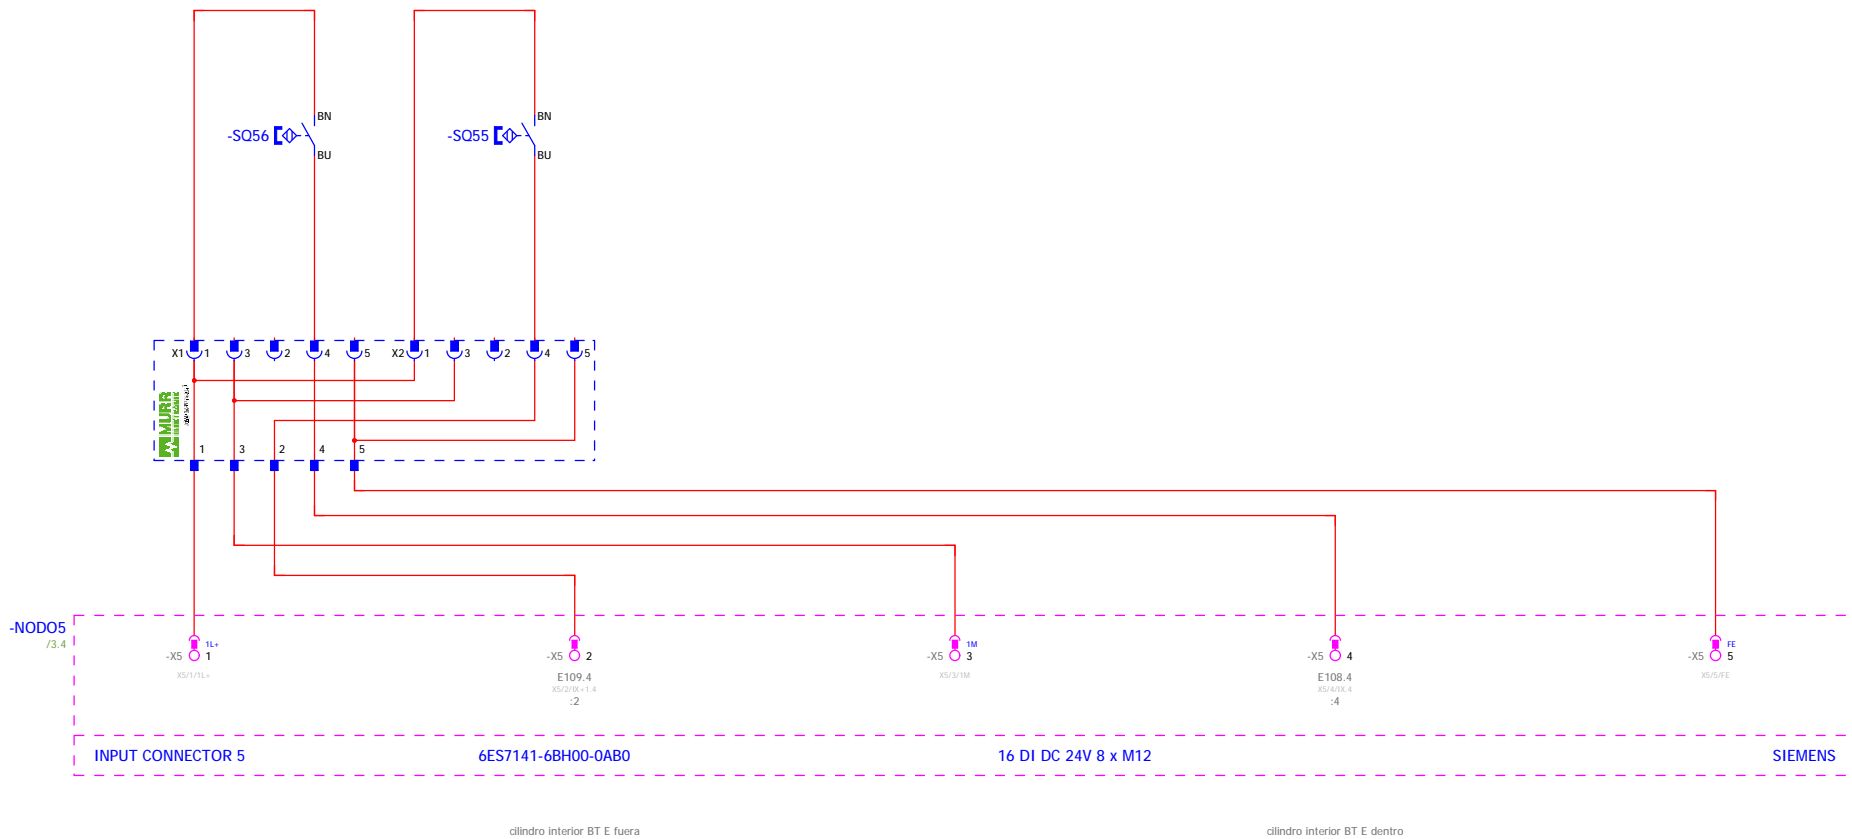 BN
BN
-SQ56
-SQ55
BU
BU
X1 1 3 2 4 5 X2 1 3 2 4 5
MURR
1 3 2 4 5
-NODO5
/3.4
1L+ 1M FE
-X5 1 -X5 2 -X5 3 -X5 4 -X5 5
X5/1/1L+ E109.4 X5/3/1M E108.4 X5/5/FE
X5/2/IX+1.4 X5/4/IX.4
:2 :4
INPUT CONNECTOR 5 6ES7141-6BH00-0AB0 16 DI DC 24V 8 x M12 SIEMENS
cilindro interior BT E fuera cilindro interior BT E dentro